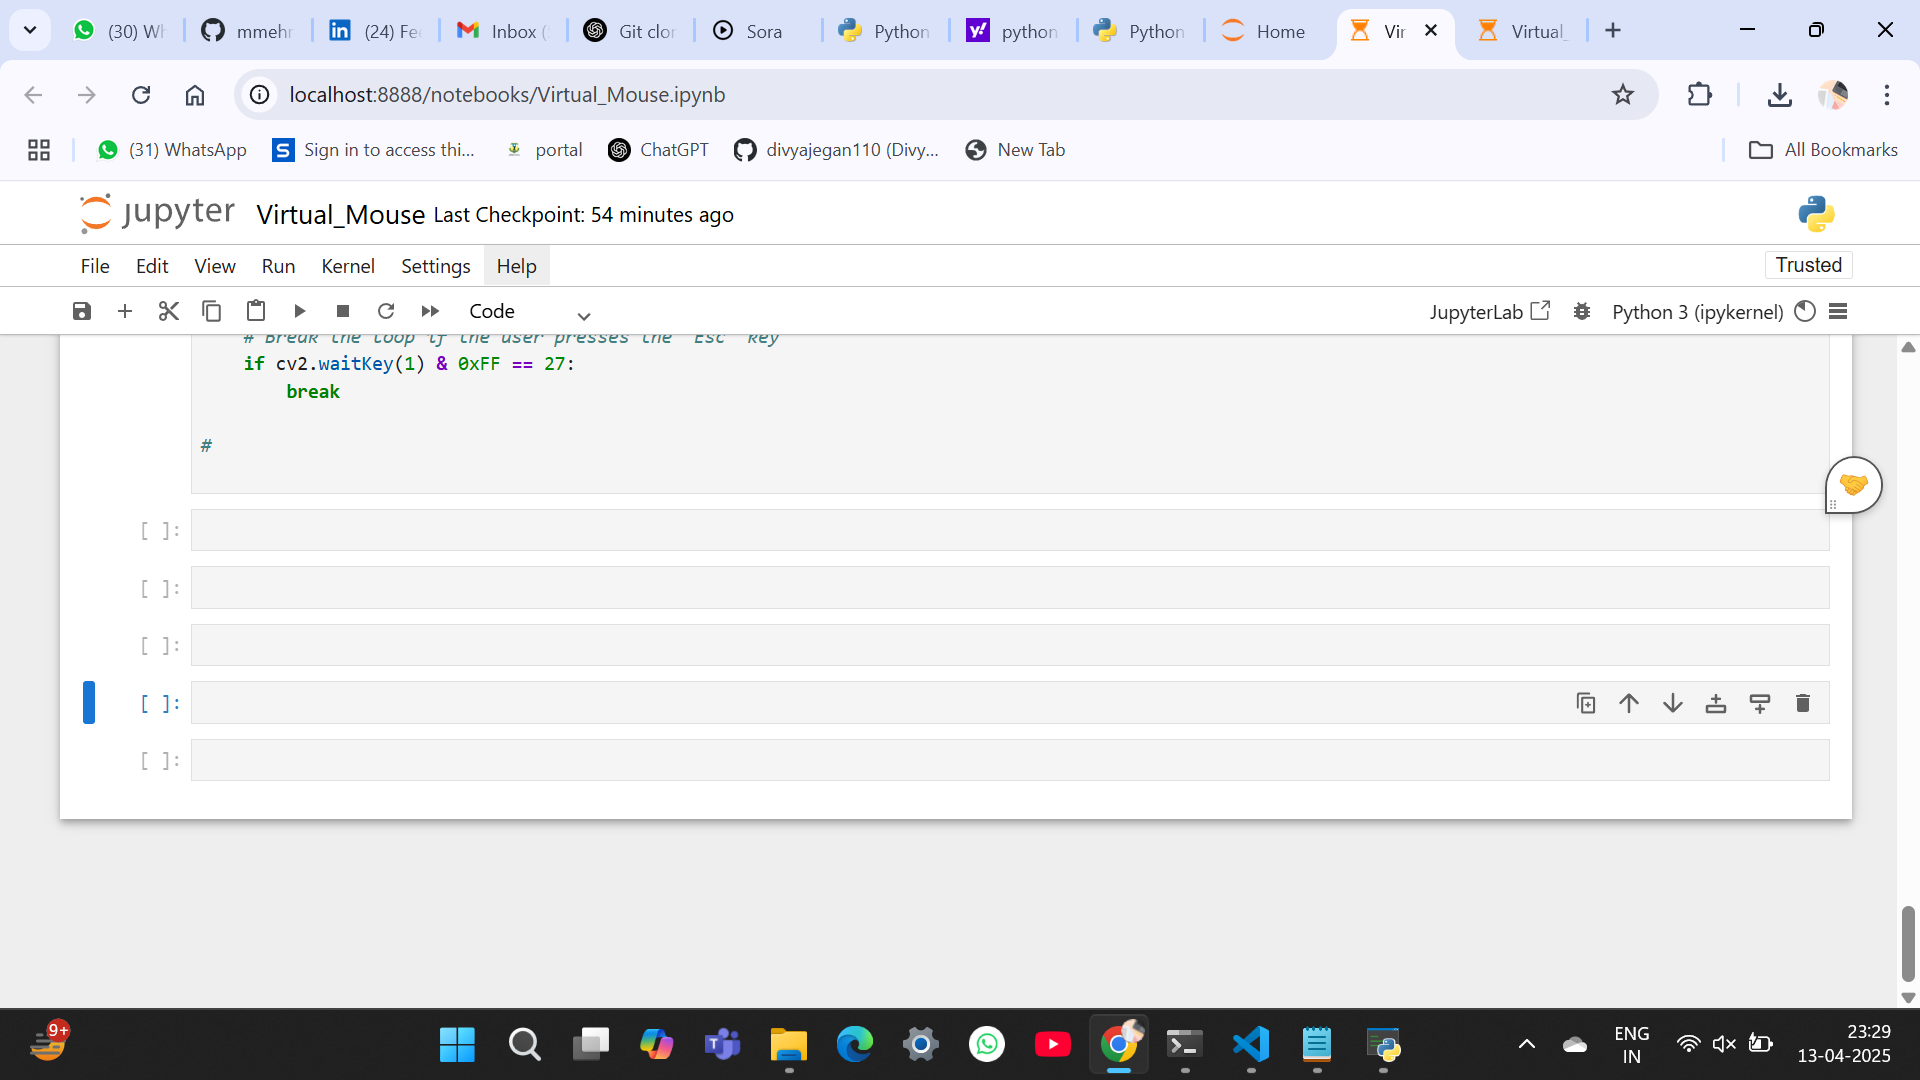 (30) Wh
mmehr
(24) Fee
Inbox (
Git clon
Sora
Python
python
Python
Home
Vir
Virtual_
localhost:8888/notebooks/Virtual_Mouse.ipynb
(31) WhatsApp
Sign in to access thi...
portal
ChatGPT
divyajegan110 (Divy...
New Tab
All Bookmarks
jupyter Virtual_Mouse Last Checkpoint: 54 minutes ago
File Edit View Run Kernel Settings Help
Trusted
Code
JupyterLab
Python 3 (ipykernel)
# Break the loop if the user presses the 'Esc' key
if cv2.waitKey(1) & 0xFF == 27:
break
#
[ ]:
[ ]:
[ ]:
[ ]:
[ ]:
9+
ENG
IN
23:29
13-04-2025